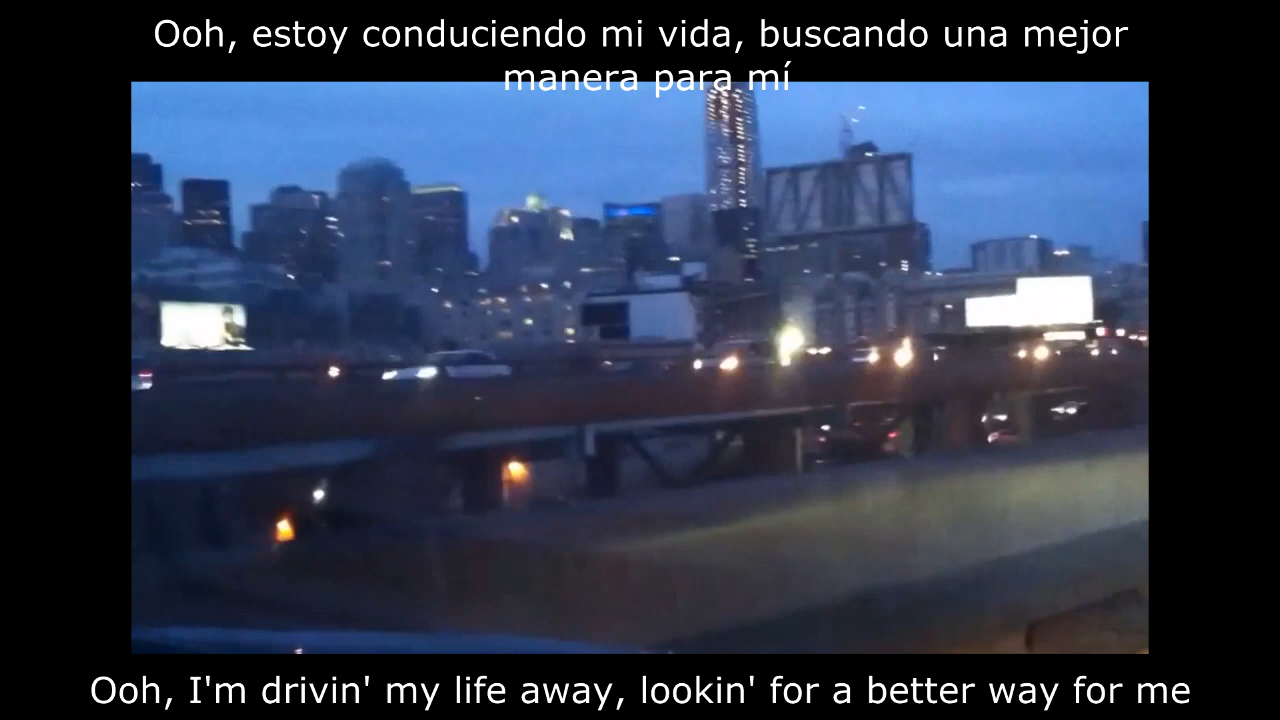 Ooh, estoy conduciendo mi vida, buscando una mejor
manera para mí
Ooh, I'm drivin' my life away, lookin' for a better way for me